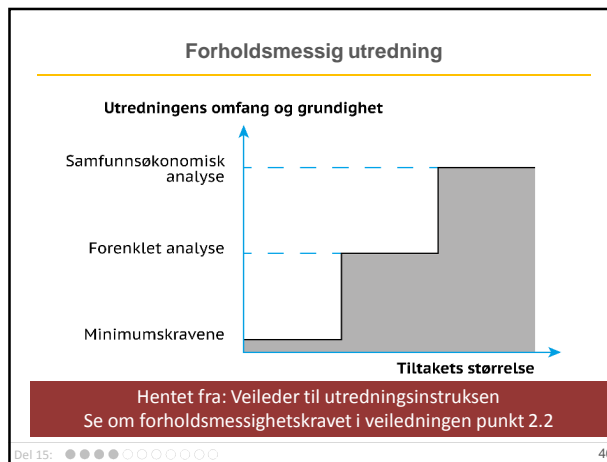 Forholdsmessig utredning
Utredningens omfang og grundighet
Samfunnsøkonomisk
analyse
Forenklet analyse
Minimumskravene
Tiltakets størrelse
Hentet fra: Veileder til utredningsinstruksen
Se om forholdsmessighetskravet i veiledningen punkt 2.2
Del 15: